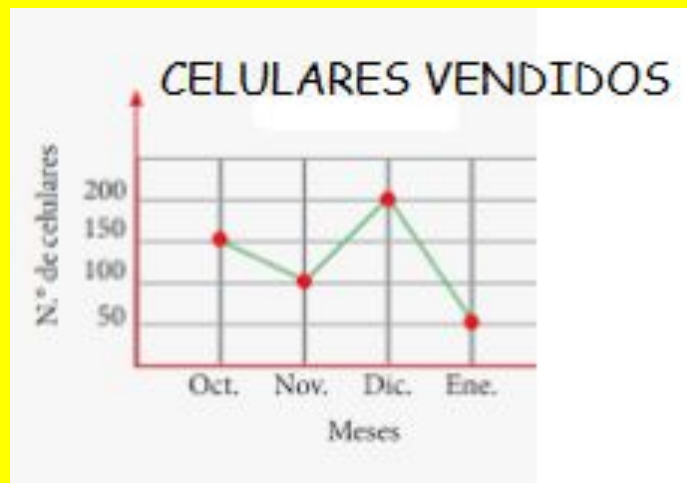 CELULARES VENDIDOS
N.° de celulares
200
150
100
50
Oct. Nov. Dic. Ene.
Meses